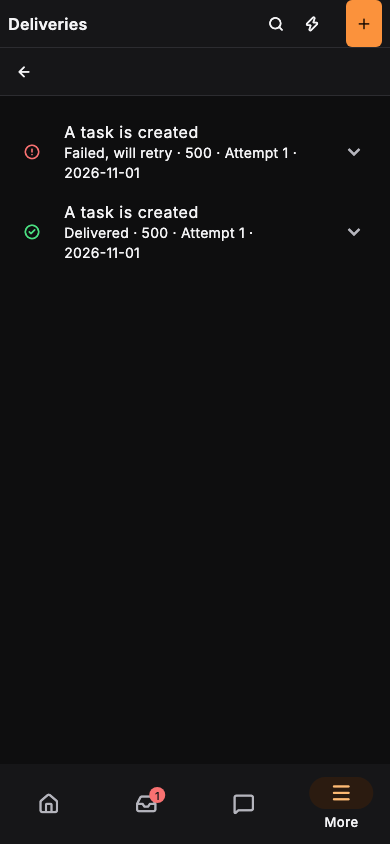 Deliveries
A task is created
Failed, will retry · 500 · Attempt 1 ·
2026-11-01
A task is created
Delivered · 500 · Attempt 1 ·
2026-11-01
1
More